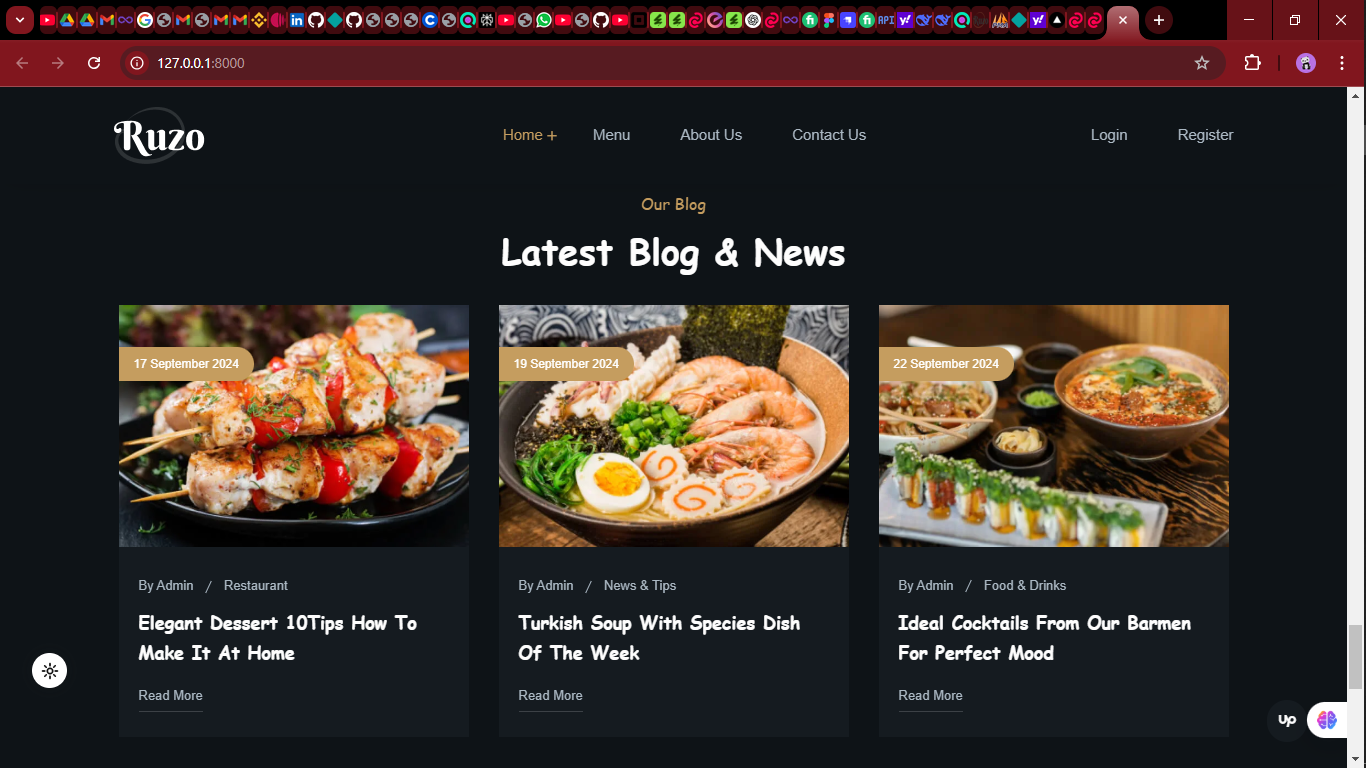 127.0.0.1:8000
Ruzo
Home +
Menu
About Us
Contact Us
Login
Register
Our Blog
Latest Blog & News
17 September 2024
19 September 2024
22 September 2024
By Admin / Restaurant
Elegant Dessert 10Tips How To
Make It At Home
Read More
By Admin / News & Tips
Turkish Soup With Species Dish
Of The Week
Read More
By Admin / Food & Drinks
Ideal Cocktails From Our Barmen
For Perfect Mood
Read More
Up